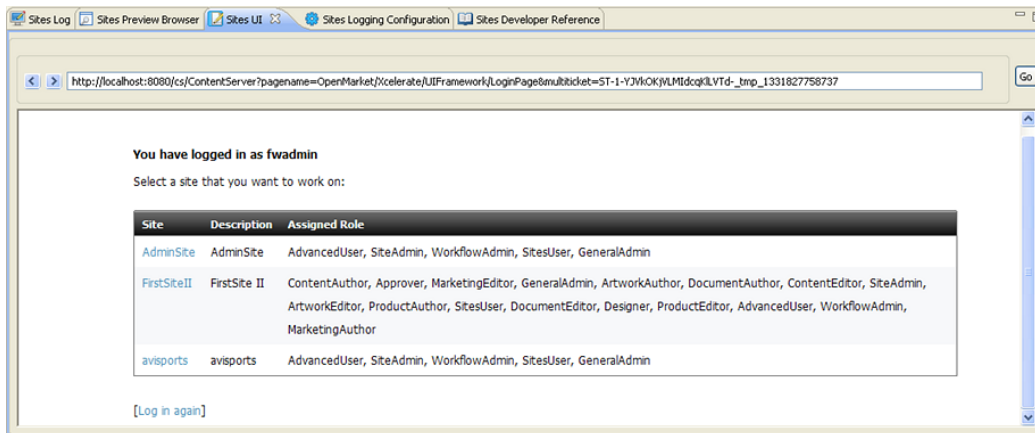 Sites Log Sites Preview Browser Sites UI Sites Logging Configuration Sites Developer Reference
http://localhost:8080/cs/ContentServer?pagename=OpenMarket/Xcelerate/UIFramework/LoginPage&multiticket=ST-1-YJVkOKjVLMIdcqKlLVTd-_tmp_1331827758737 Go
You have logged in as fwadmin
Select a site that you want to work on:
Site Description Assigned Role
AdminSite AdminSite AdvancedUser, SiteAdmin, WorkflowAdmin, SitesUser, GeneralAdmin
FirstSiteII FirstSite II ContentAuthor, Approver, MarketingEditor, GeneralAdmin, ArtworkAuthor, DocumentAuthor, ContentEditor, SiteAdmin,
ArtworkEditor, ProductAuthor, SitesUser, DocumentEditor, Designer, ProductEditor, AdvancedUser, WorkflowAdmin,
MarketingAuthor
avisports avisports AdvancedUser, SiteAdmin, WorkflowAdmin, SitesUser, GeneralAdmin
[Log in again]